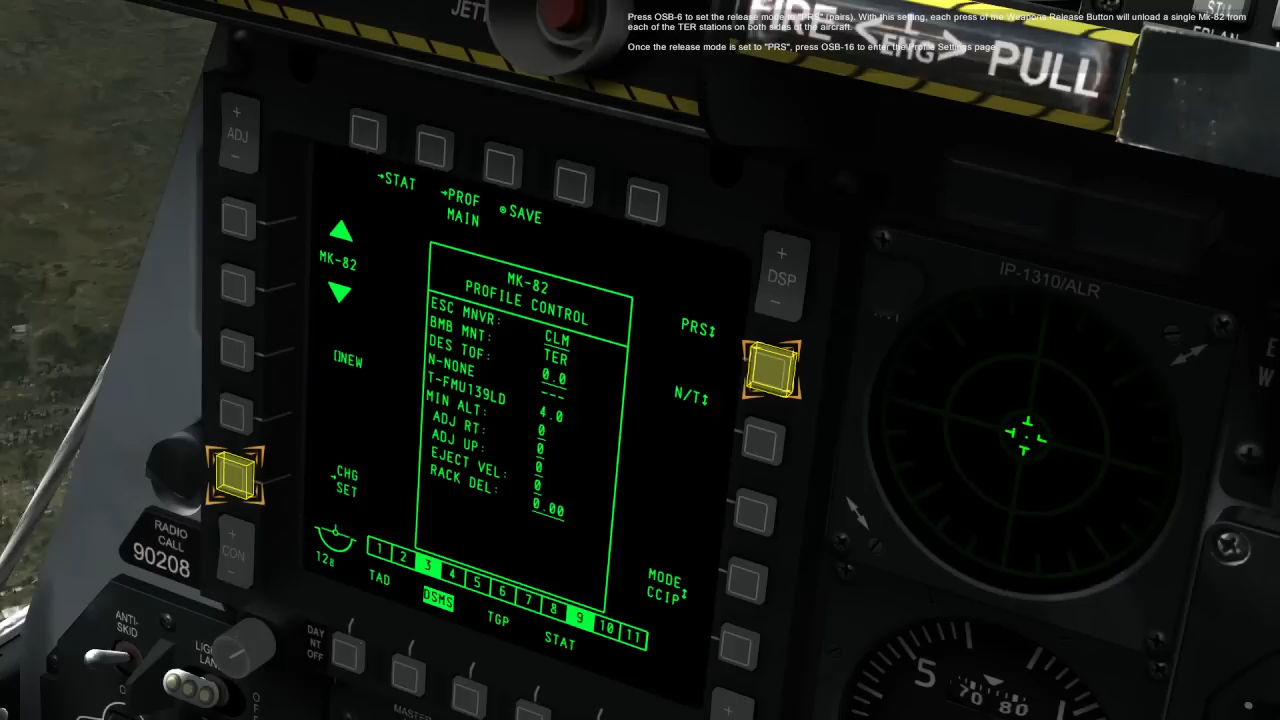 Press OSB-6 to set the release mode to "PRS" (pairs). With this setting, each press of the Weapons Release Button will unload a single Mk-82 from
each of the TER stations on both sides of the aircraft.
Once the release mode is set to "PRS", press OSB-16 to enter the Profile Settings page.
JETT
FIRE
<ENG>
PULL
+
ADJ
-
→STAT
→PROF
MAIN
SAVE
MK-82
MK-82
PROFILE CONTROL
ESC MNVR: CLM
BMB MNT: TER
DES TOF: 0.0
N-NONE ---
T-FMU139LD 4.0
MIN ALT: 0
ADJ RT: 0
ADJ UP: 0
EJECT VEL: 0
RACK DEL: 0.00
PRS↕
N/T↕
[]NEW
→CHG
SET
MODE
CCIP↕
+
DSP
-
IP-1310/ALR
+
CON
-
RADIO
CALL
90208
1 2 3 4 5 6 7 8 9 10 11
TAD
DSMS
TGP
STAT
DAY
NT
OFF
ANTI-
SKID
5
70 80